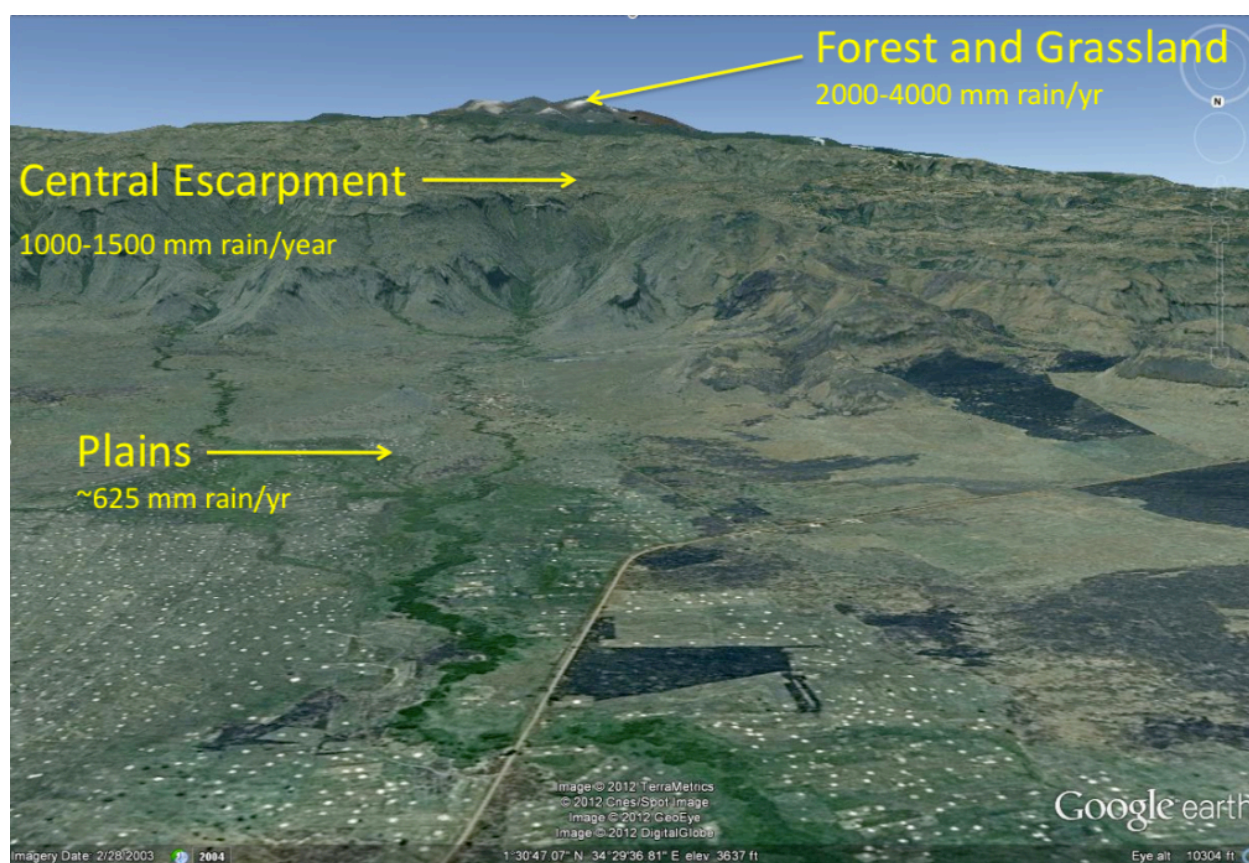 Forest and Grassland
2000-4000 mm rain/yr
N
Central Escarpment
1000-1500 mm rain/year
Plains
~625 mm rain/yr
Image © 2012 TerraMetrics
© 2012 Cnes/Spot Image
Image © 2012 GeoEye
Image © 2012 DigitalGlobe
Google earth
Imagery Date: 2/28/2003 2004 1°30'47.07" N 34°29'36.81" E elev 3637 ft Eye alt 10304 ft